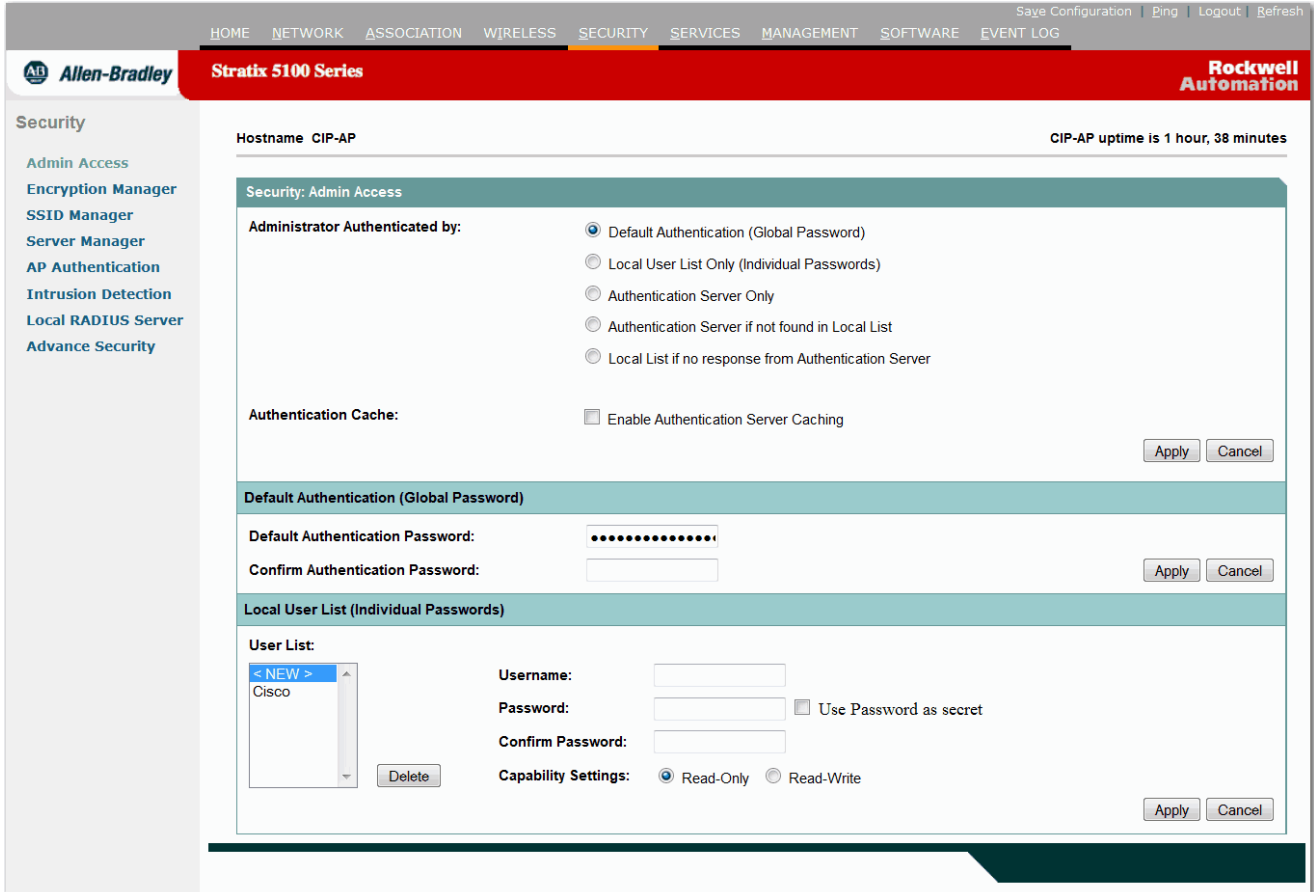 Save Configuration | Ping | Logout | Refresh
HOME NETWORK ASSOCIATION WIRELESS SECURITY SERVICES MANAGEMENT SOFTWARE EVENT LOG
AB Allen-Bradley Stratix 5100 Series Rockwell
Automation
Security
Hostname CIP-AP CIP-AP uptime is 1 hour, 38 minutes
Admin Access
Encryption Manager
SSID Manager
Server Manager
AP Authentication
Intrusion Detection
Local RADIUS Server
Advance Security
Security: Admin Access
Administrator Authenticated by:
Default Authentication (Global Password)
Local User List Only (Individual Passwords)
Authentication Server Only
Authentication Server if not found in Local List
Local List if no response from Authentication Server
Authentication Cache: Enable Authentication Server Caching
Apply Cancel
Default Authentication (Global Password)
Default Authentication Password: ●●●●●●●●●●●●●●●
Confirm Authentication Password: Apply Cancel
Local User List (Individual Passwords)
User List:
< NEW >
Cisco
Delete
Username:
Password: Use Password as secret
Confirm Password:
Capability Settings: Read-Only Read-Write
Apply Cancel